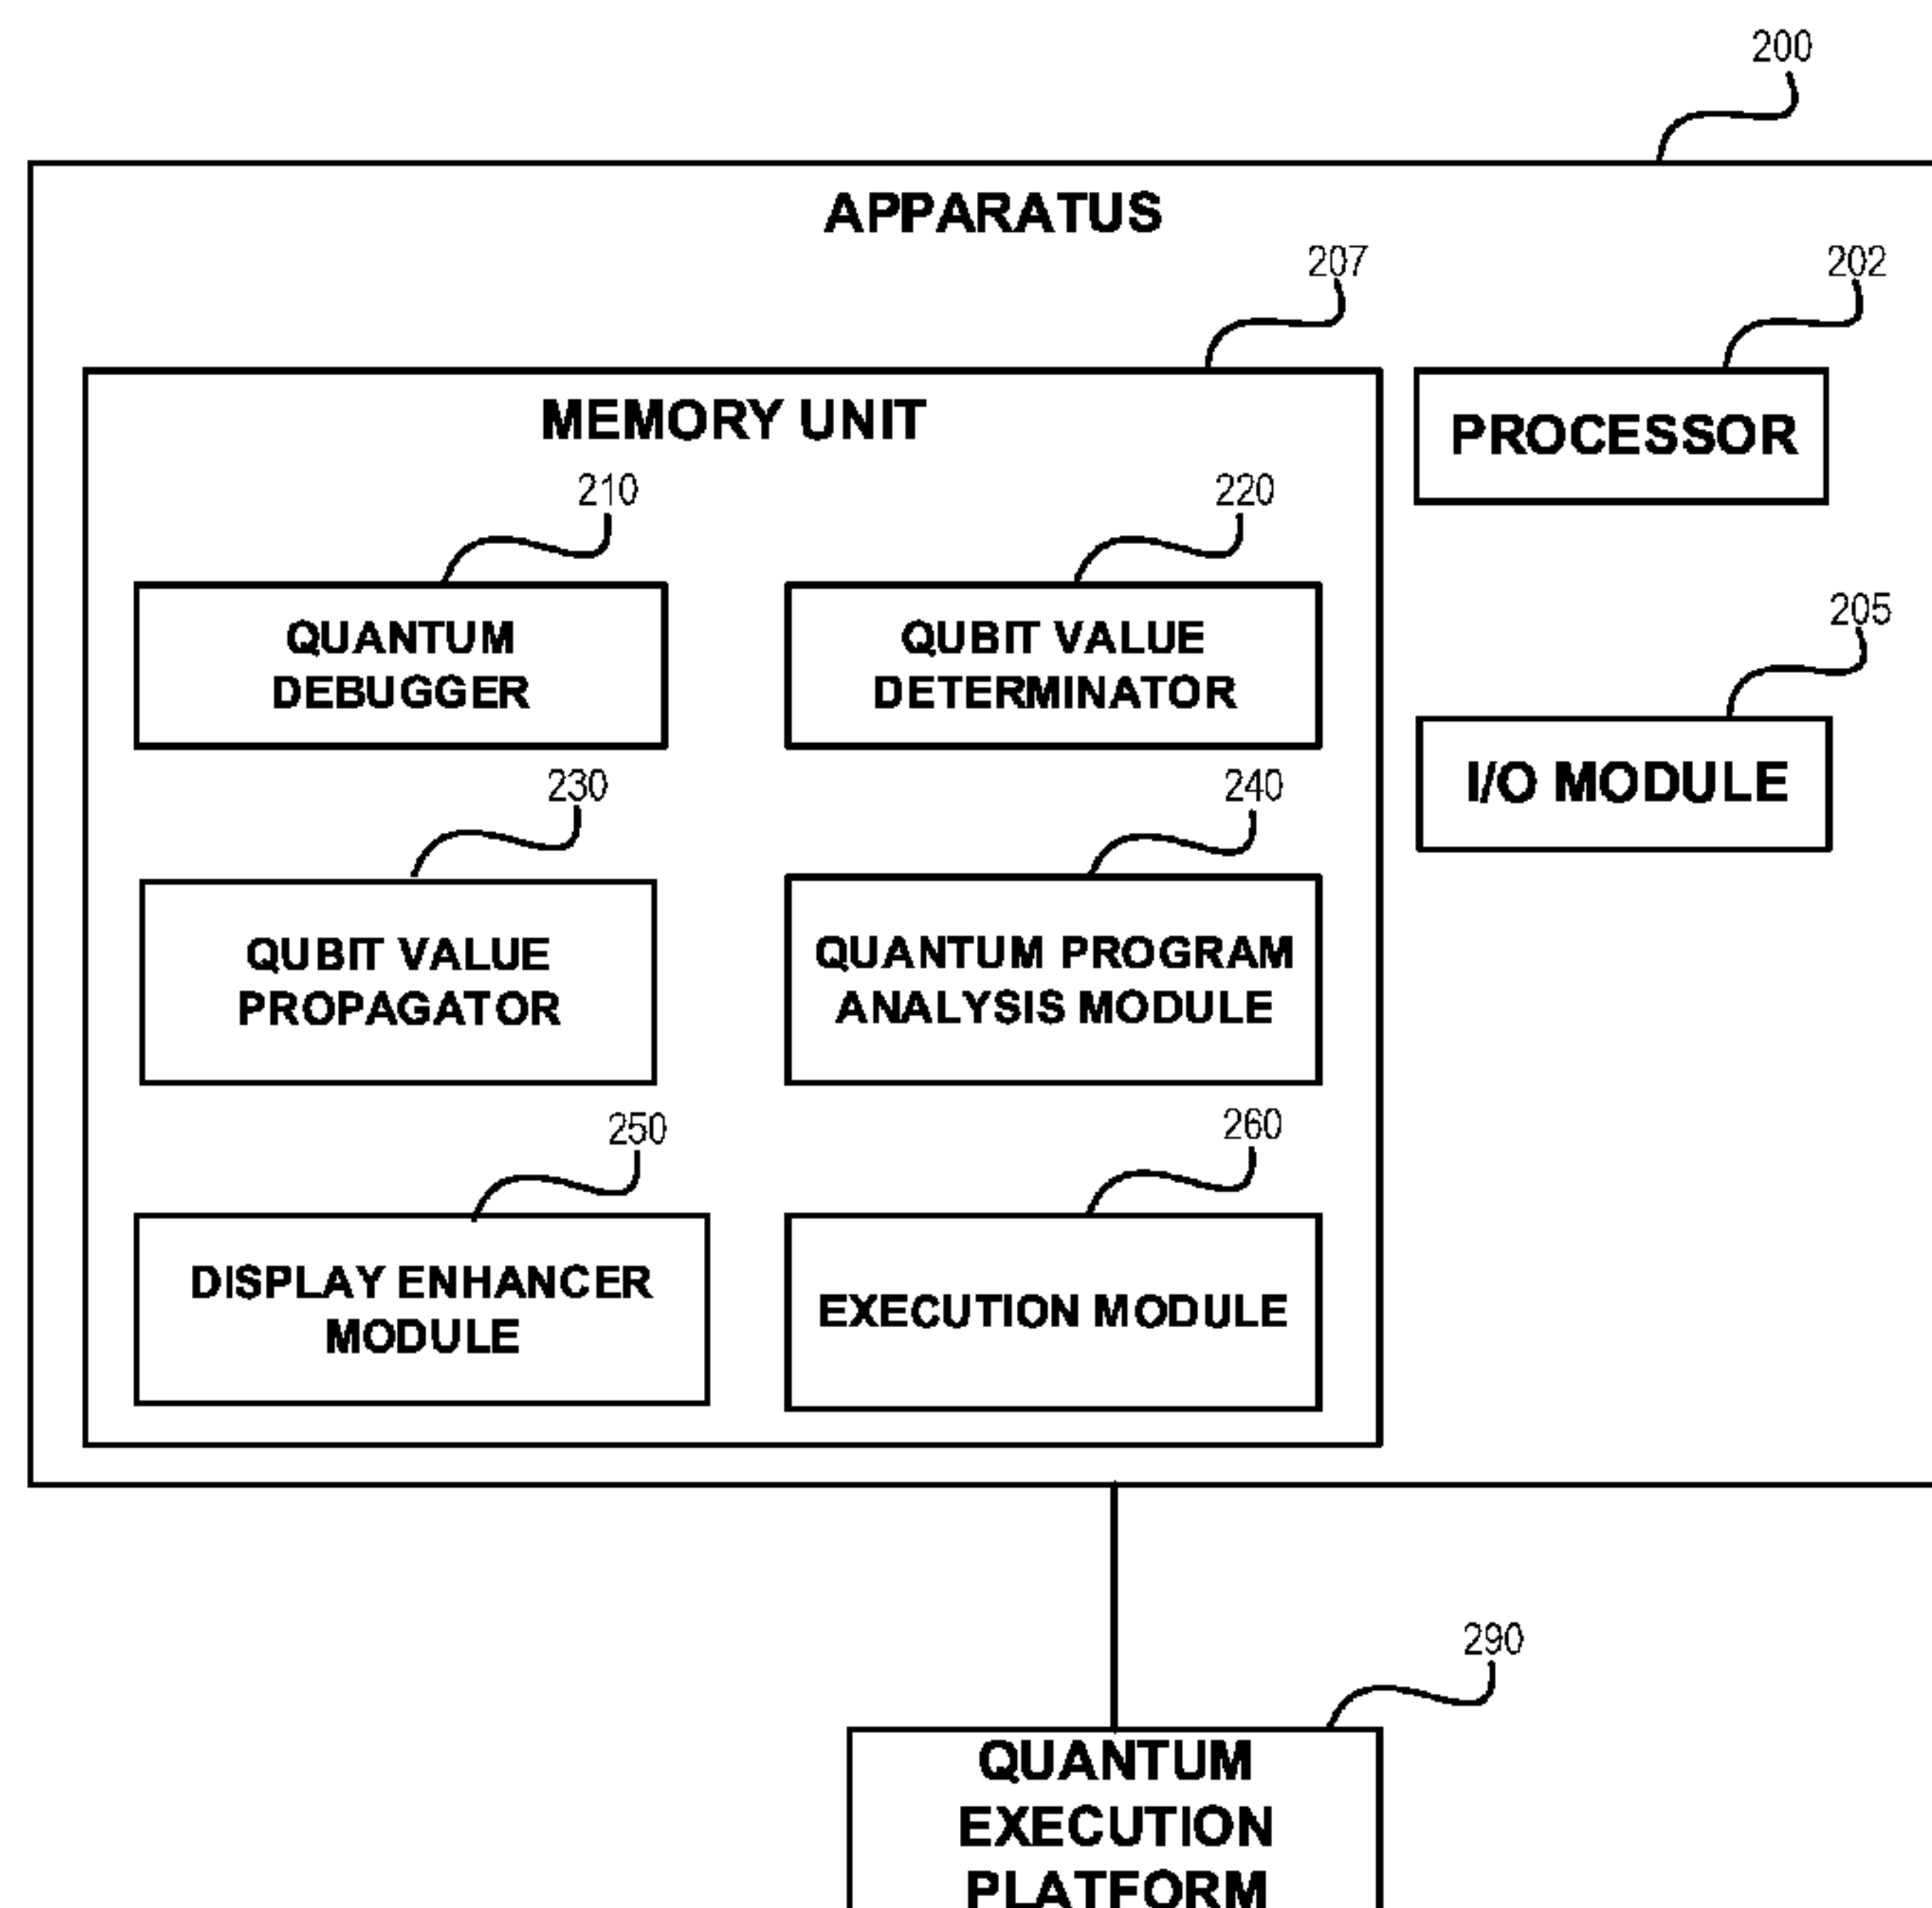 200
APPARATUS
207
202
MEMORY UNIT
PROCESSOR
210
220
QUANTUM
DEBUGGER
QUBIT VALUE
DETERMINATOR
205
I/O MODULE
230
240
QUBIT VALUE
PROPAGATOR
QUANTUM PROGRAM
ANALYSIS MODULE
250
260
DISPLAY ENHANCER
MODULE
EXECUTION MODULE
290
QUANTUM
EXECUTION
PLATFORM